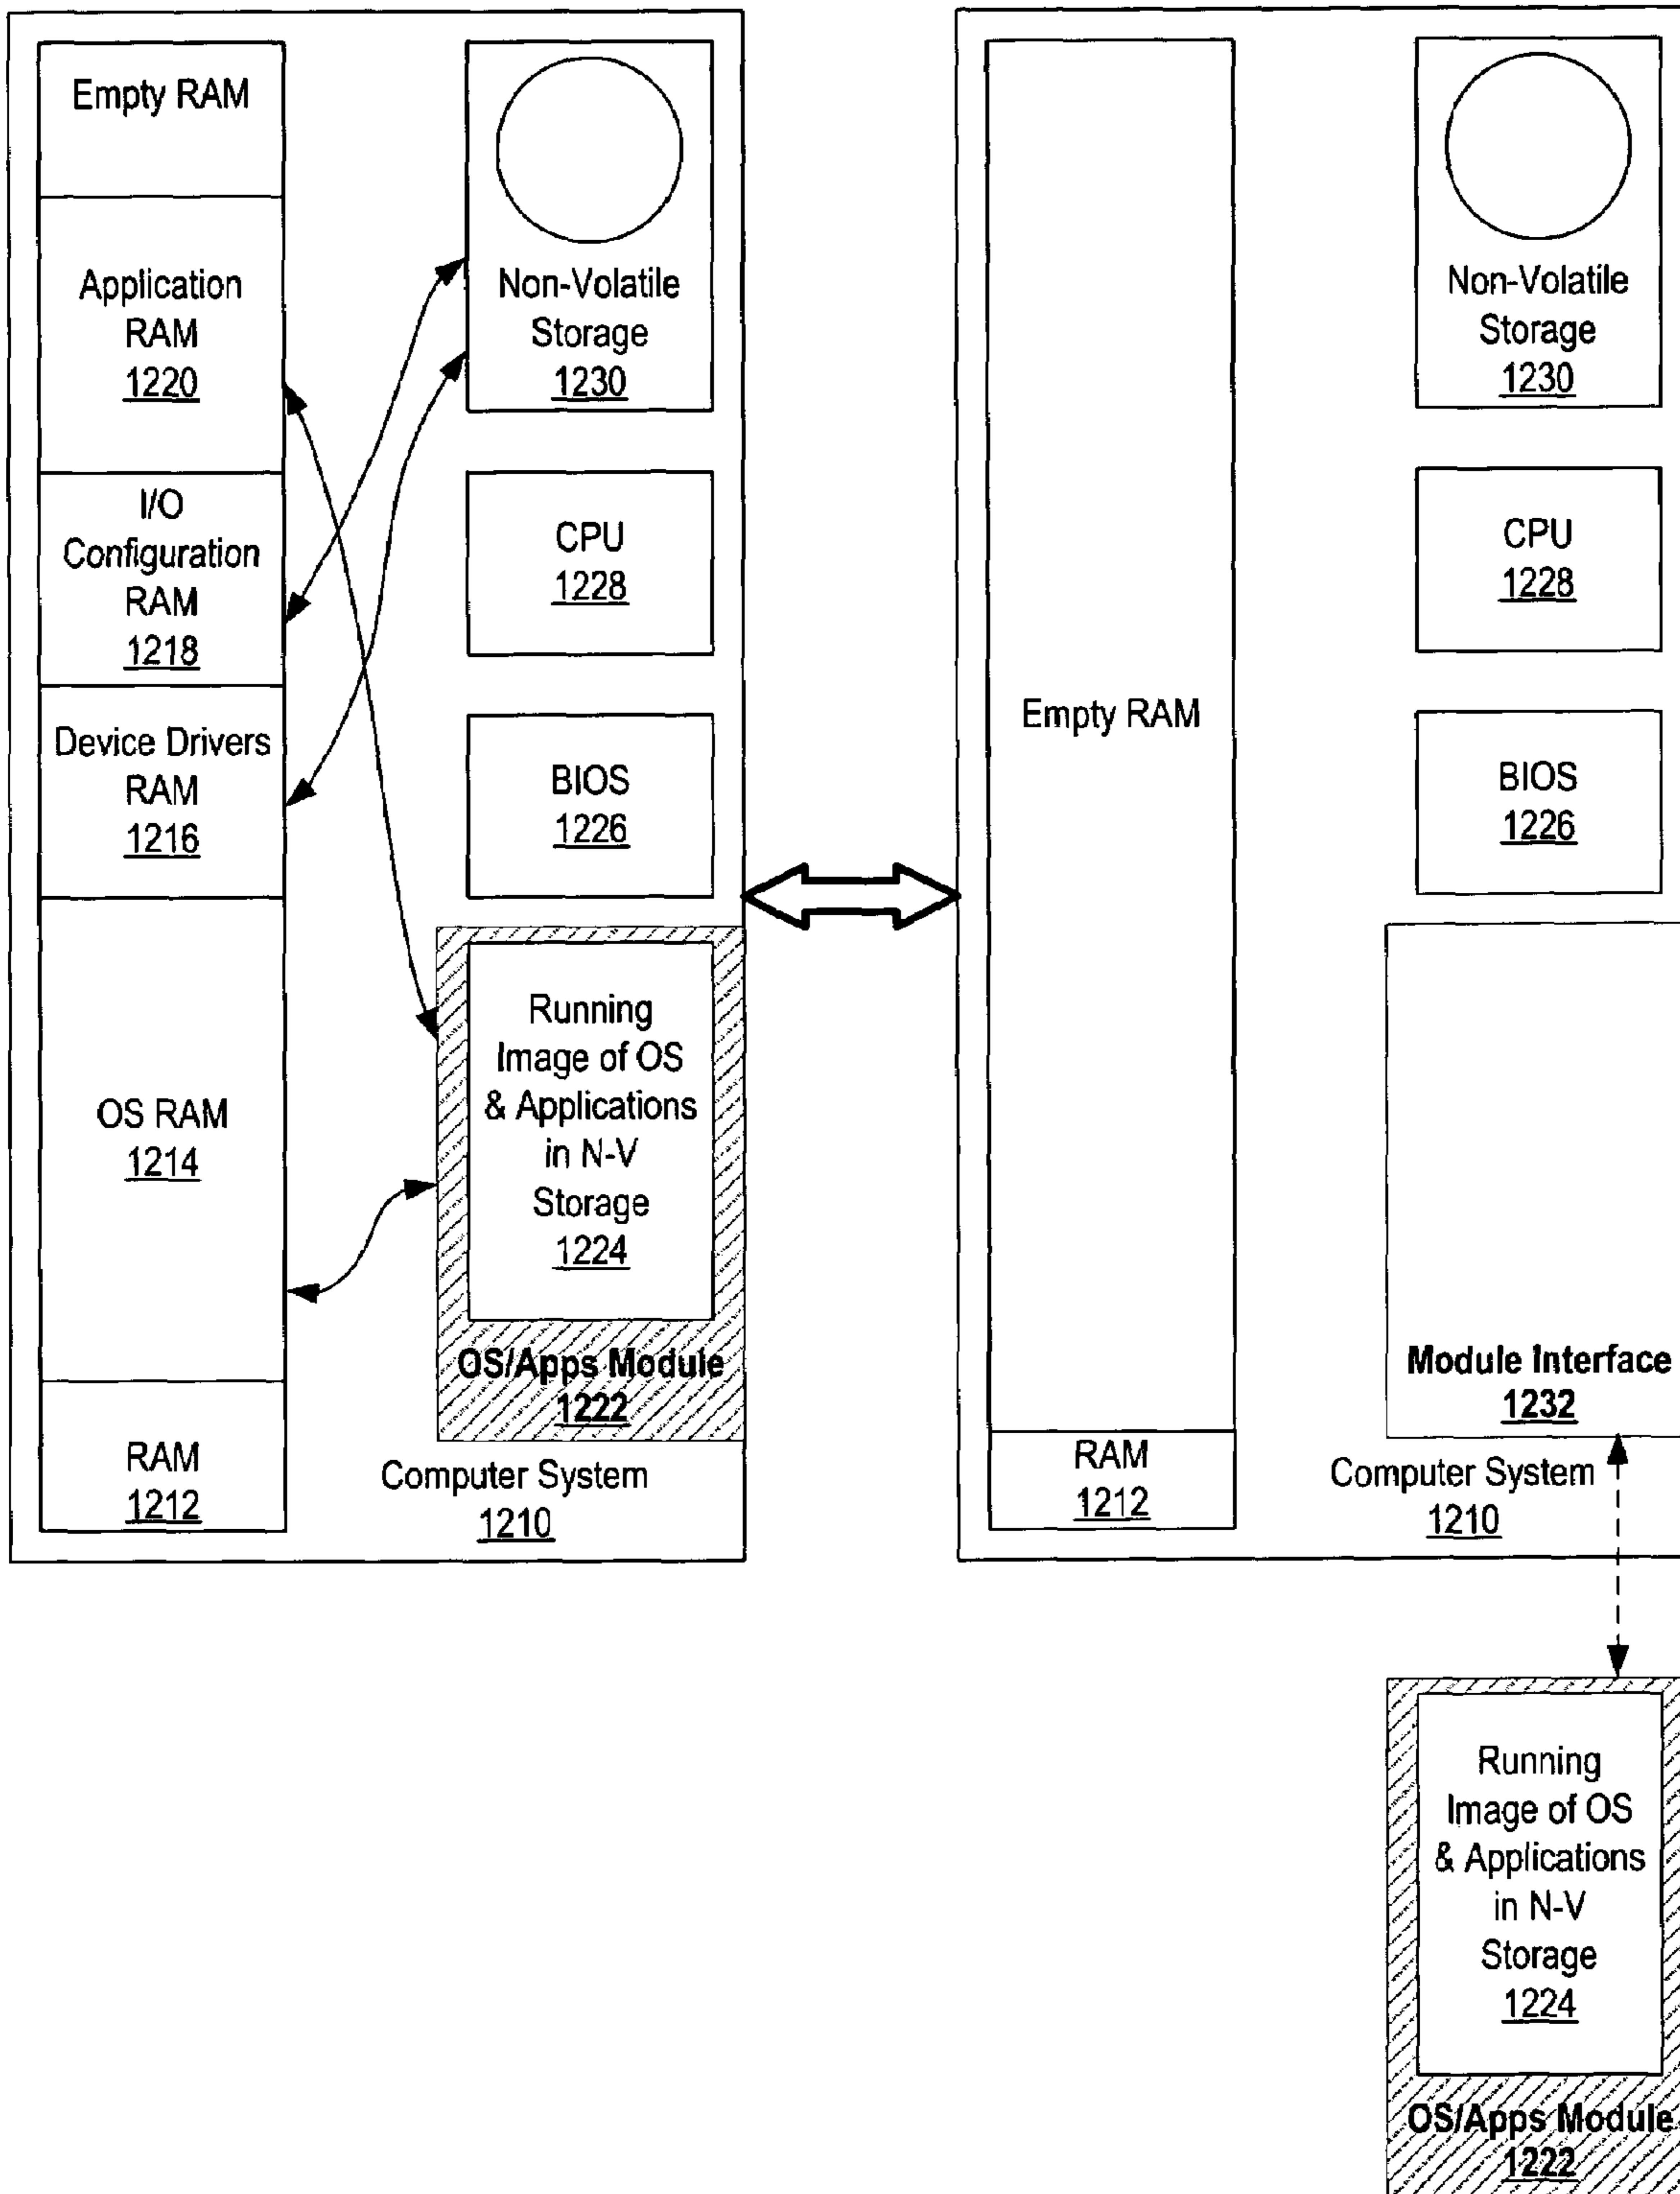 Empty RAM
Application
RAM
1220
I/O
Configuration
RAM
1218
Device Drivers
RAM
1216
OS RAM
1214
RAM
1212
Non-Volatile
Storage
1230
CPU
1228
BIOS
1226
Running
Image of OS
& Applications
in N-V
Storage
1224
OS/Apps Module
1222
Computer System
1210
Empty RAM
RAM
1212
Non-Volatile
Storage
1230
CPU
1228
BIOS
1226
Module Interface
1232
Computer System
1210
Running
Image of OS
& Applications
in N-V
Storage
1224
OS/Apps Module
1222